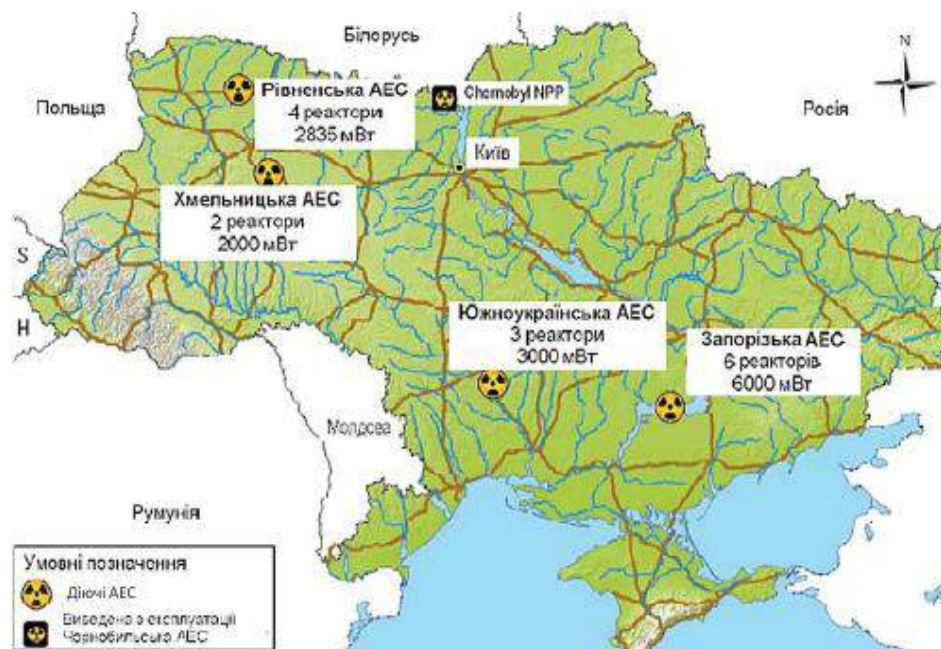 Білорусь
N
Польща
Рівненська АЕС
4 реактори
2835 мВт
Chernobyl NPP
Росія
Київ
Хмельницька АЕС
2 реактори
2000 мВт
S
H
Южноукраїнська АЕС
3 реактори
3000 мВт
Запорізька АЕС
6 реакторів
6000 мВт
Молдова
Румунія
Умовні позначення
Діючі АЕС
Виведена з експлуатації
Чорнобильська АЕС